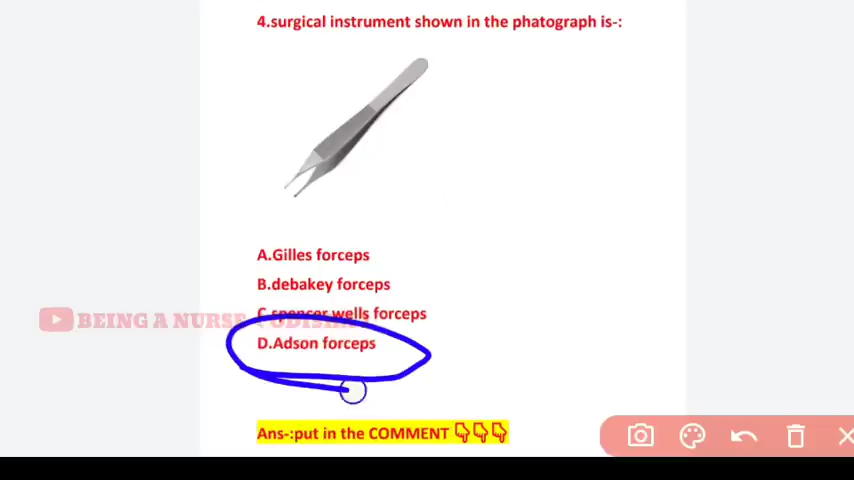 4.surgical instrument shown in the phatograph is-:
A.Gilles forceps
B.debakey forceps
C.spencer wells forceps
BEING A NURSE - ODISHA
D.Adson forceps
Ans-:put in the COMMENT